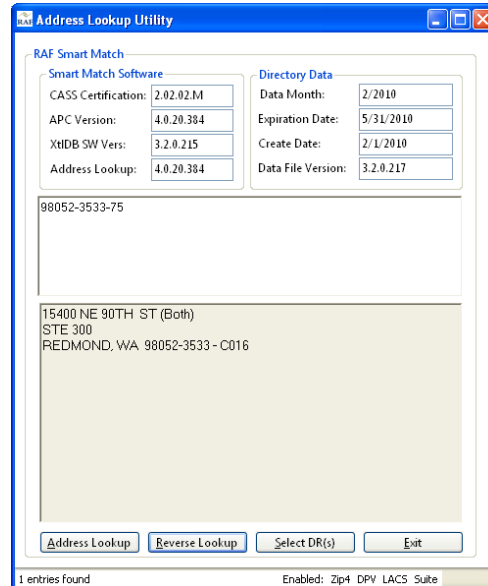 RAF Address Lookup Utility
RAF Smart Match
Smart Match Software
CASS Certification: 2.02.02.M
APC Version: 4.0.20.384
XtlDB SW Vers: 3.2.0.215
Address Lookup: 4.0.20.384
Directory Data
Data Month: 2/2010
Expiration Date: 5/31/2010
Create Date: 2/1/2010
Data File Version: 3.2.0.217
98052-3533-75
15400 NE 90TH ST (Both)
STE 300
REDMOND, WA 98052-3533 - C016
Address Lookup Reverse Lookup Select DR(s) Exit
1 entries found Enabled: Zip4 DPV LACS Suite